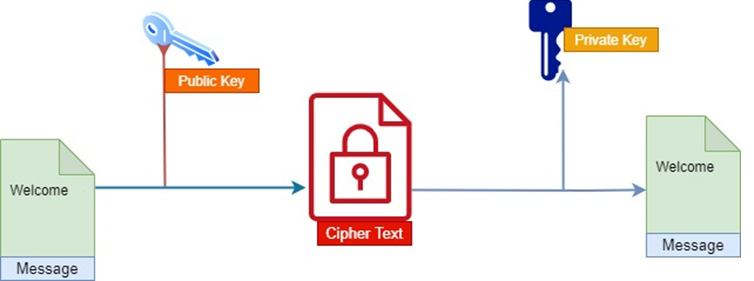 Public Key
Private Key
Welcome
Message
Cipher Text
Welcome
Message